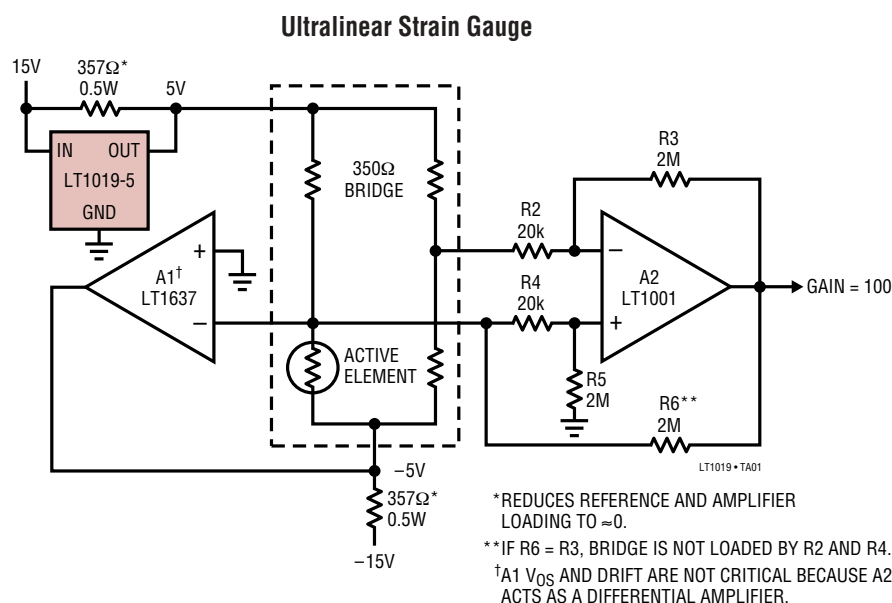 Ultralinear Strain Gauge
15V
357Ω*
0.5W
5V
IN OUT
LT1019-5
GND
350Ω
BRIDGE
R3
2M
R2
20k
A1†
LT1637
+
–
R4
20k
–
+
A2
LT1001
GAIN = 100
ACTIVE
ELEMENT
R5
2M
R6**
2M
LT1019 • TA01
–5V
357Ω*
0.5W
–15V
*REDUCES REFERENCE AND AMPLIFIER
LOADING TO ≈0.
**IF R6 = R3, BRIDGE IS NOT LOADED BY R2 AND R4.
†A1 VOS AND DRIFT ARE NOT CRITICAL BECAUSE A2
ACTS AS A DIFFERENTIAL AMPLIFIER.